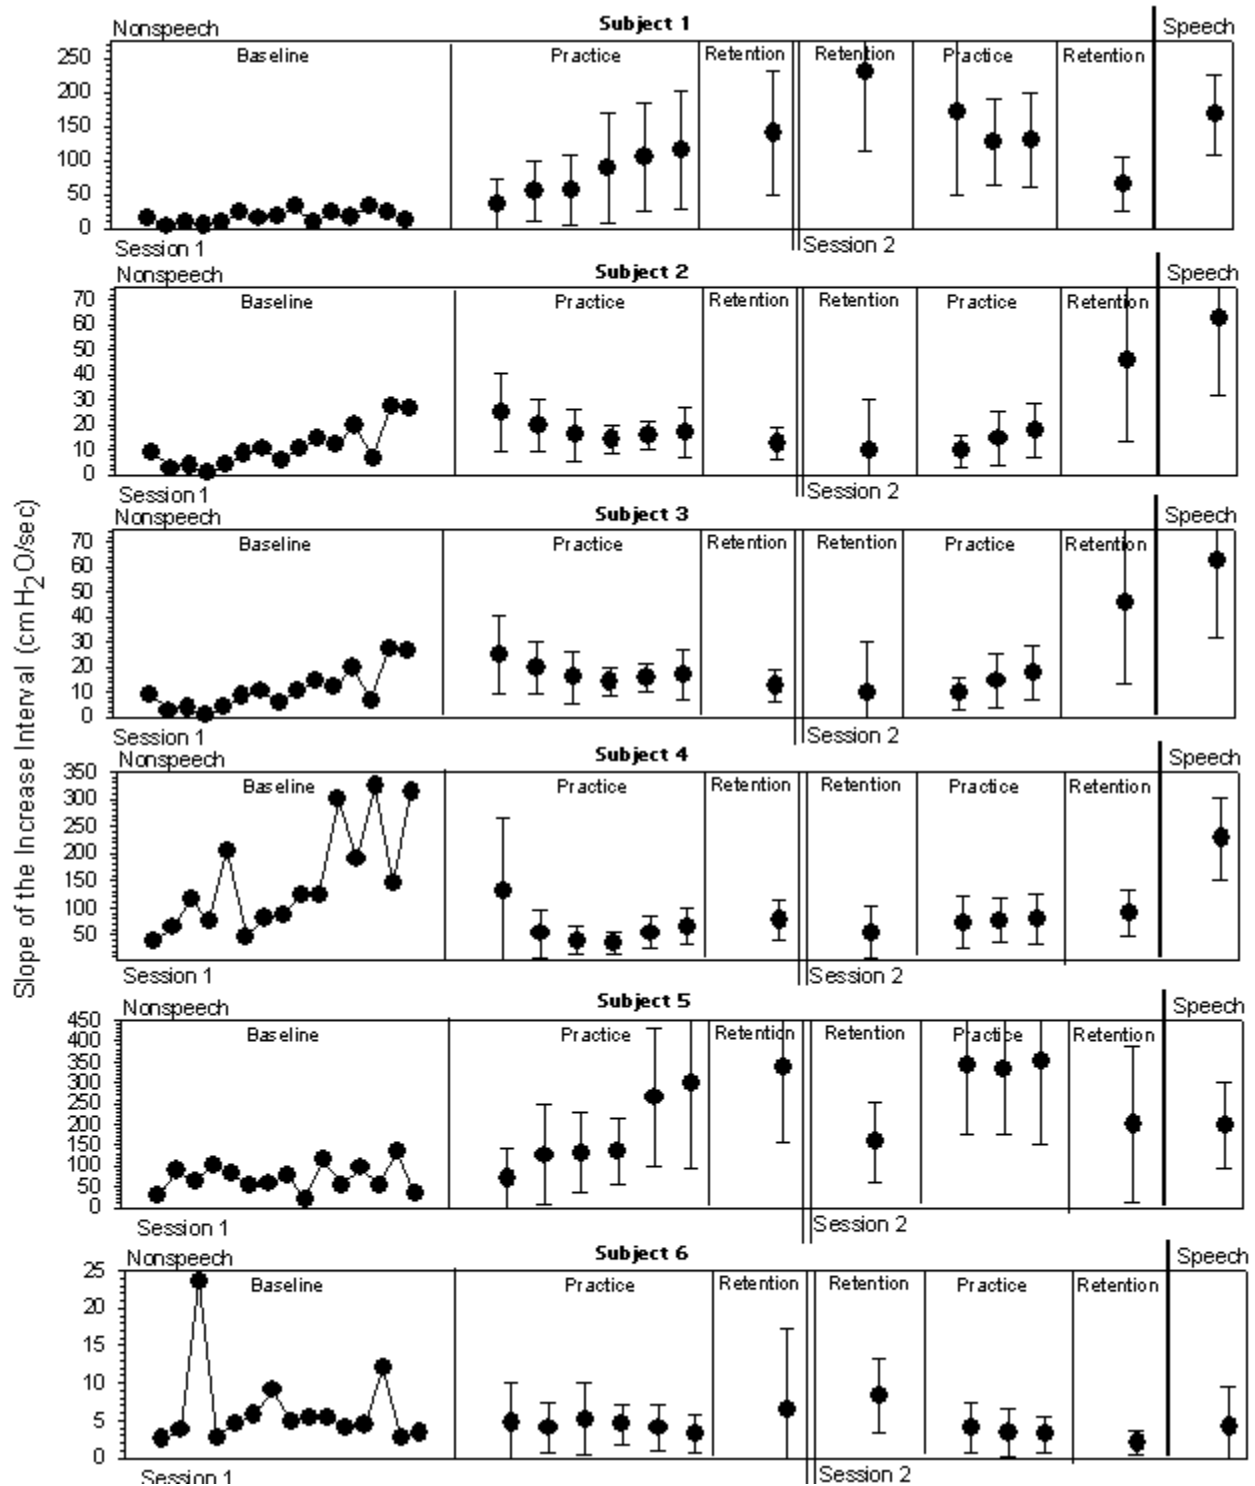 Slope of the Increase Interval (cm H2O/sec)
Nonspeech Subject 1 Speech
Baseline Practice Retention Retention Practice Retention
250
200
150
100
50
0
Session 1 Session 2
Nonspeech Subject 2 Speech
Baseline Practice Retention Retention Practice Retention
70
60
50
40
30
20
10
0
Session 1 Session 2
Nonspeech Subject 3 Speech
Baseline Practice Retention Retention Practice Retention
70
60
50
40
30
20
10
0
Session 1 Session 2
Nonspeech Subject 4 Speech
Baseline Practice Retention Retention Practice Retention
350
300
250
200
150
100
50
Session 1 Session 2
Nonspeech Subject 5 Speech
Baseline Practice Retention Retention Practice Retention
450
400
350
300
250
200
150
100
50
0
Session 1 Session 2
Nonspeech Subject 6 Speech
Baseline Practice Retention Retention Practice Retention
25
20
15
10
5
0
Session 1 Session 2